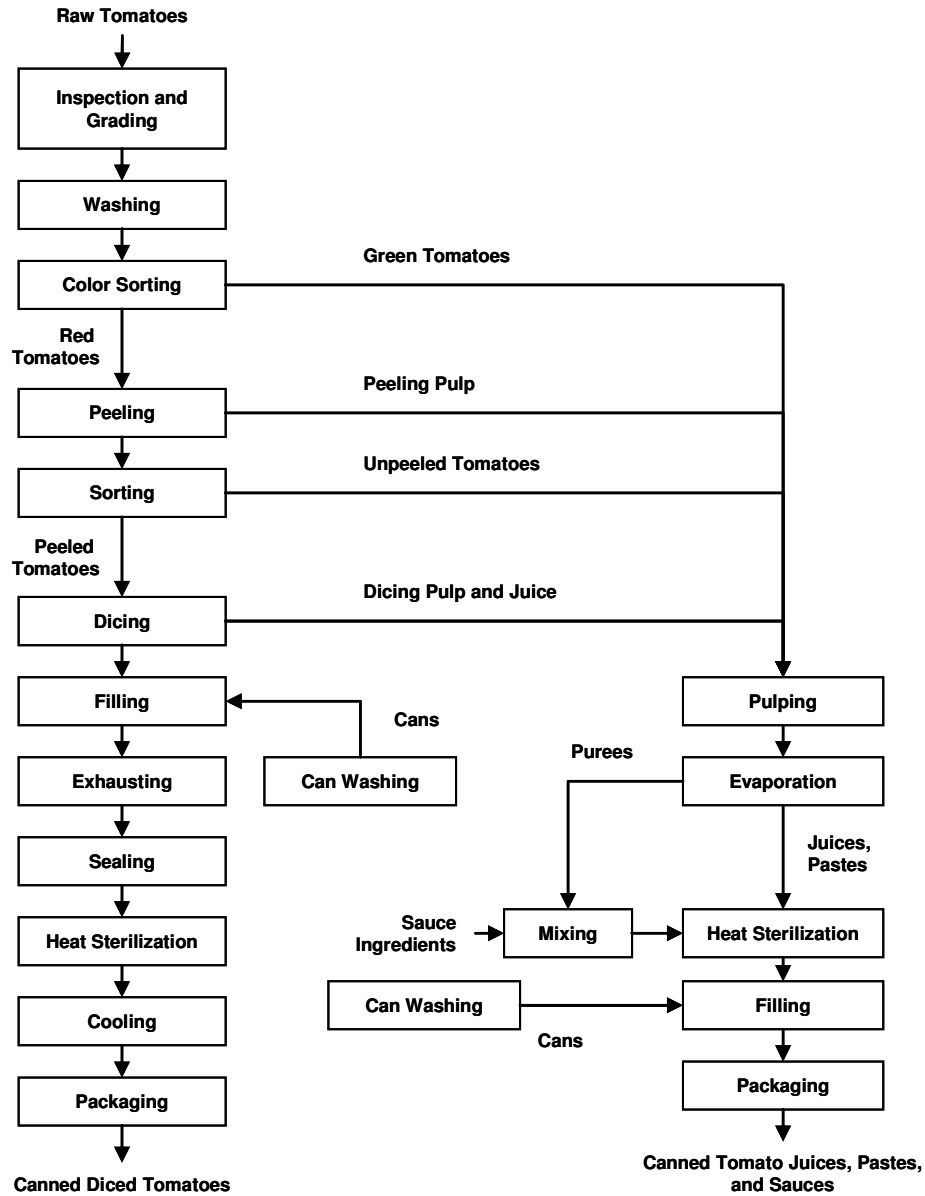 Raw Tomatoes
Inspection and
Grading
Washing
Green Tomatoes
Color Sorting
Red
Tomatoes
Peeling Pulp
Peeling
Unpeeled Tomatoes
Sorting
Peeled
Tomatoes
Dicing Pulp and Juice
Dicing
Filling
Cans
Pulping
Purees
Exhausting
Can Washing
Evaporation
Juices,
Pastes
Sealing
Sauce
Ingredients
Mixing
Heat Sterilization
Heat Sterilization
Can Washing
Filling
Cooling
Cans
Packaging
Packaging
Canned Diced Tomatoes
Canned Tomato Juices, Pastes,
and Sauces